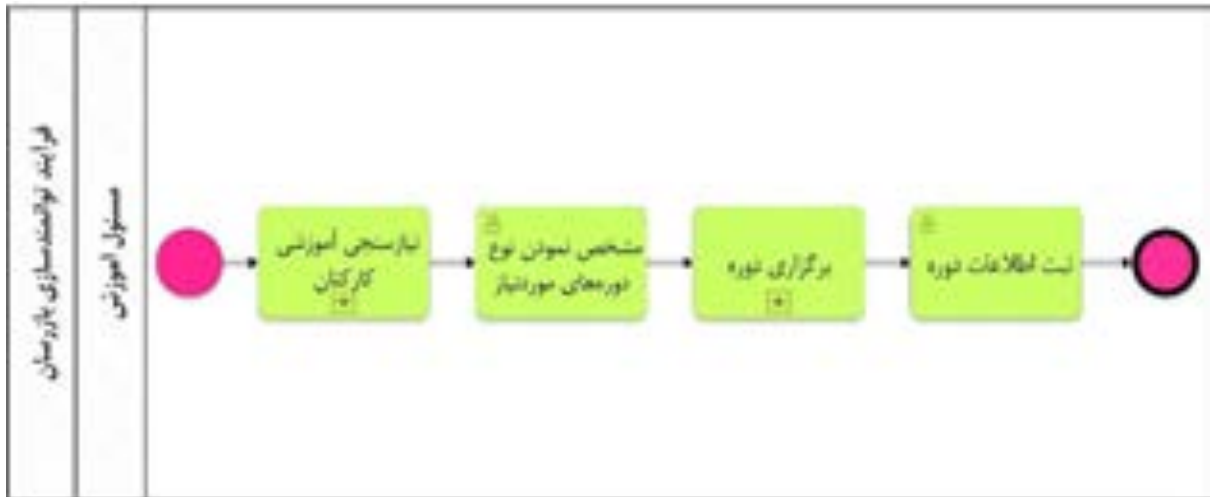 فرایند توانمندسازی بازرسان
مسئول آموزش
نیازسنجی آموزشی
کارکنان
مشخص نمودن نوع
دوره‌های موردنیاز
برگزاری دوره
ثبت اطلاعات دوره